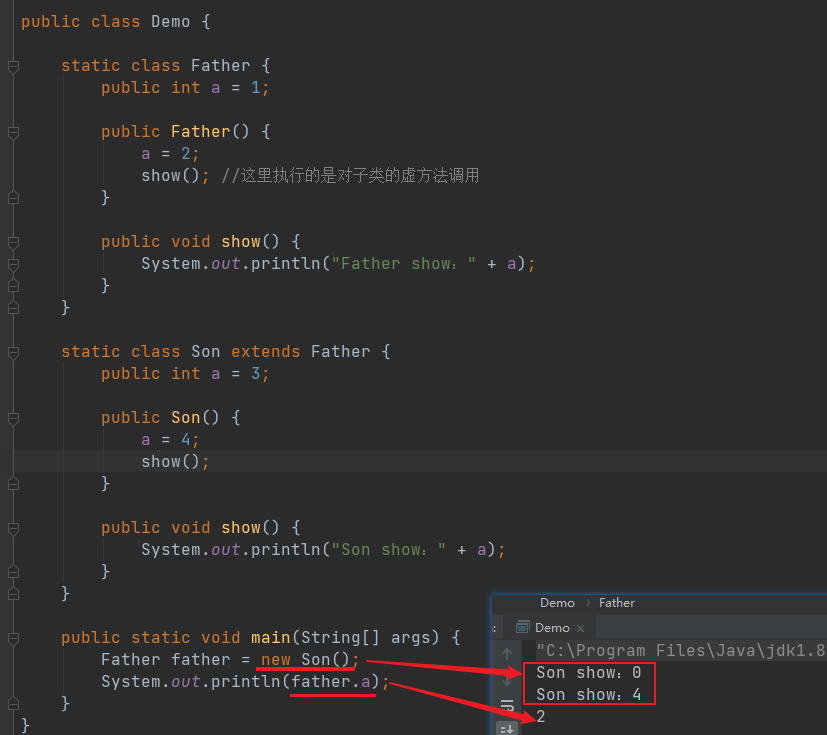 public class Demo {
static class Father {
public int a = 1;
public Father() {
a = 2;
show(); //这里执行的是对子类的虚方法调用
}
public void show() {
System.out.println("Father show：" + a);
}
}
static class Son extends Father {
public int a = 3;
public Son() {
a = 4;
show();
}
public void show() {
System.out.println("Son show：" + a);
}
}
public static void main(String[] args) {
Father father = new Son();
System.out.println(father.a);
}
}
Demo › Father
: Demo ×
"C:\Program Files\Java\jdk1.8
Son show：0
Son show：4
2